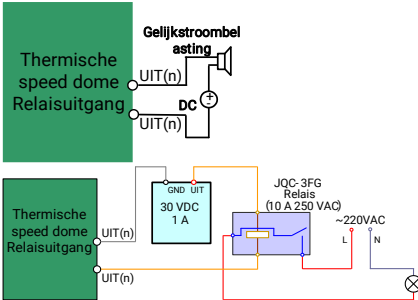 Gelijkstroombel
asting
Thermische
speed dome
Relaisuitgang
UIT(n)
DC
UIT(n)
GND UIT
30 VDC
1 A
JQC-3FG
Relais
(10 A 250 VAC)
~220VAC
L N
Thermische
speed dome
Relaisuitgang
UIT(n)
UIT(n)